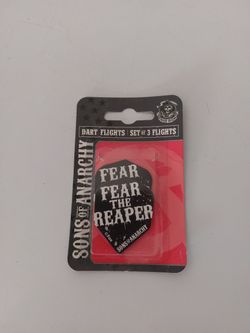 DART FLIGHTS | SET OF 3 FLIGHTS
SONS OF ANARCHY
FEAR
FEAR
THE
REAPER
SONS OF ANARCHY